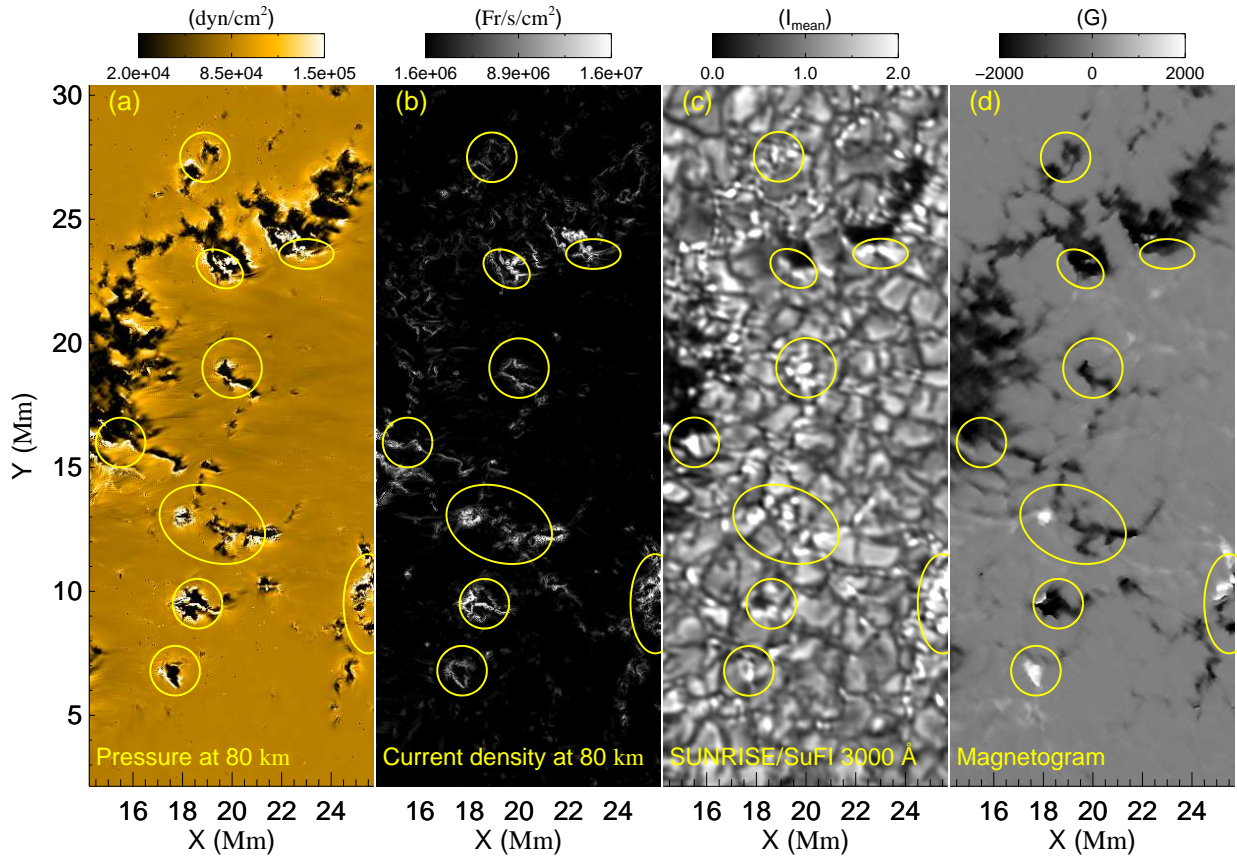 (dyn/cm²) (Fr/s/cm²) (I_mean) (G)
2.0e+04 8.5e+04 1.5e+05 1.6e+06 8.9e+06 1.6e+07 0.0 1.0 2.0 −2000 0 2000
30 (a) (b) (c) (d)
25
20
Y (Mm)
15
10
5
Pressure at 80 km Current density at 80 km SUNRISE/SuFI 3000 Å Magnetogram
16 18 20 22 24 16 18 20 22 24 16 18 20 22 24 16 18 20 22 24
X (Mm) X (Mm) X (Mm) X (Mm)